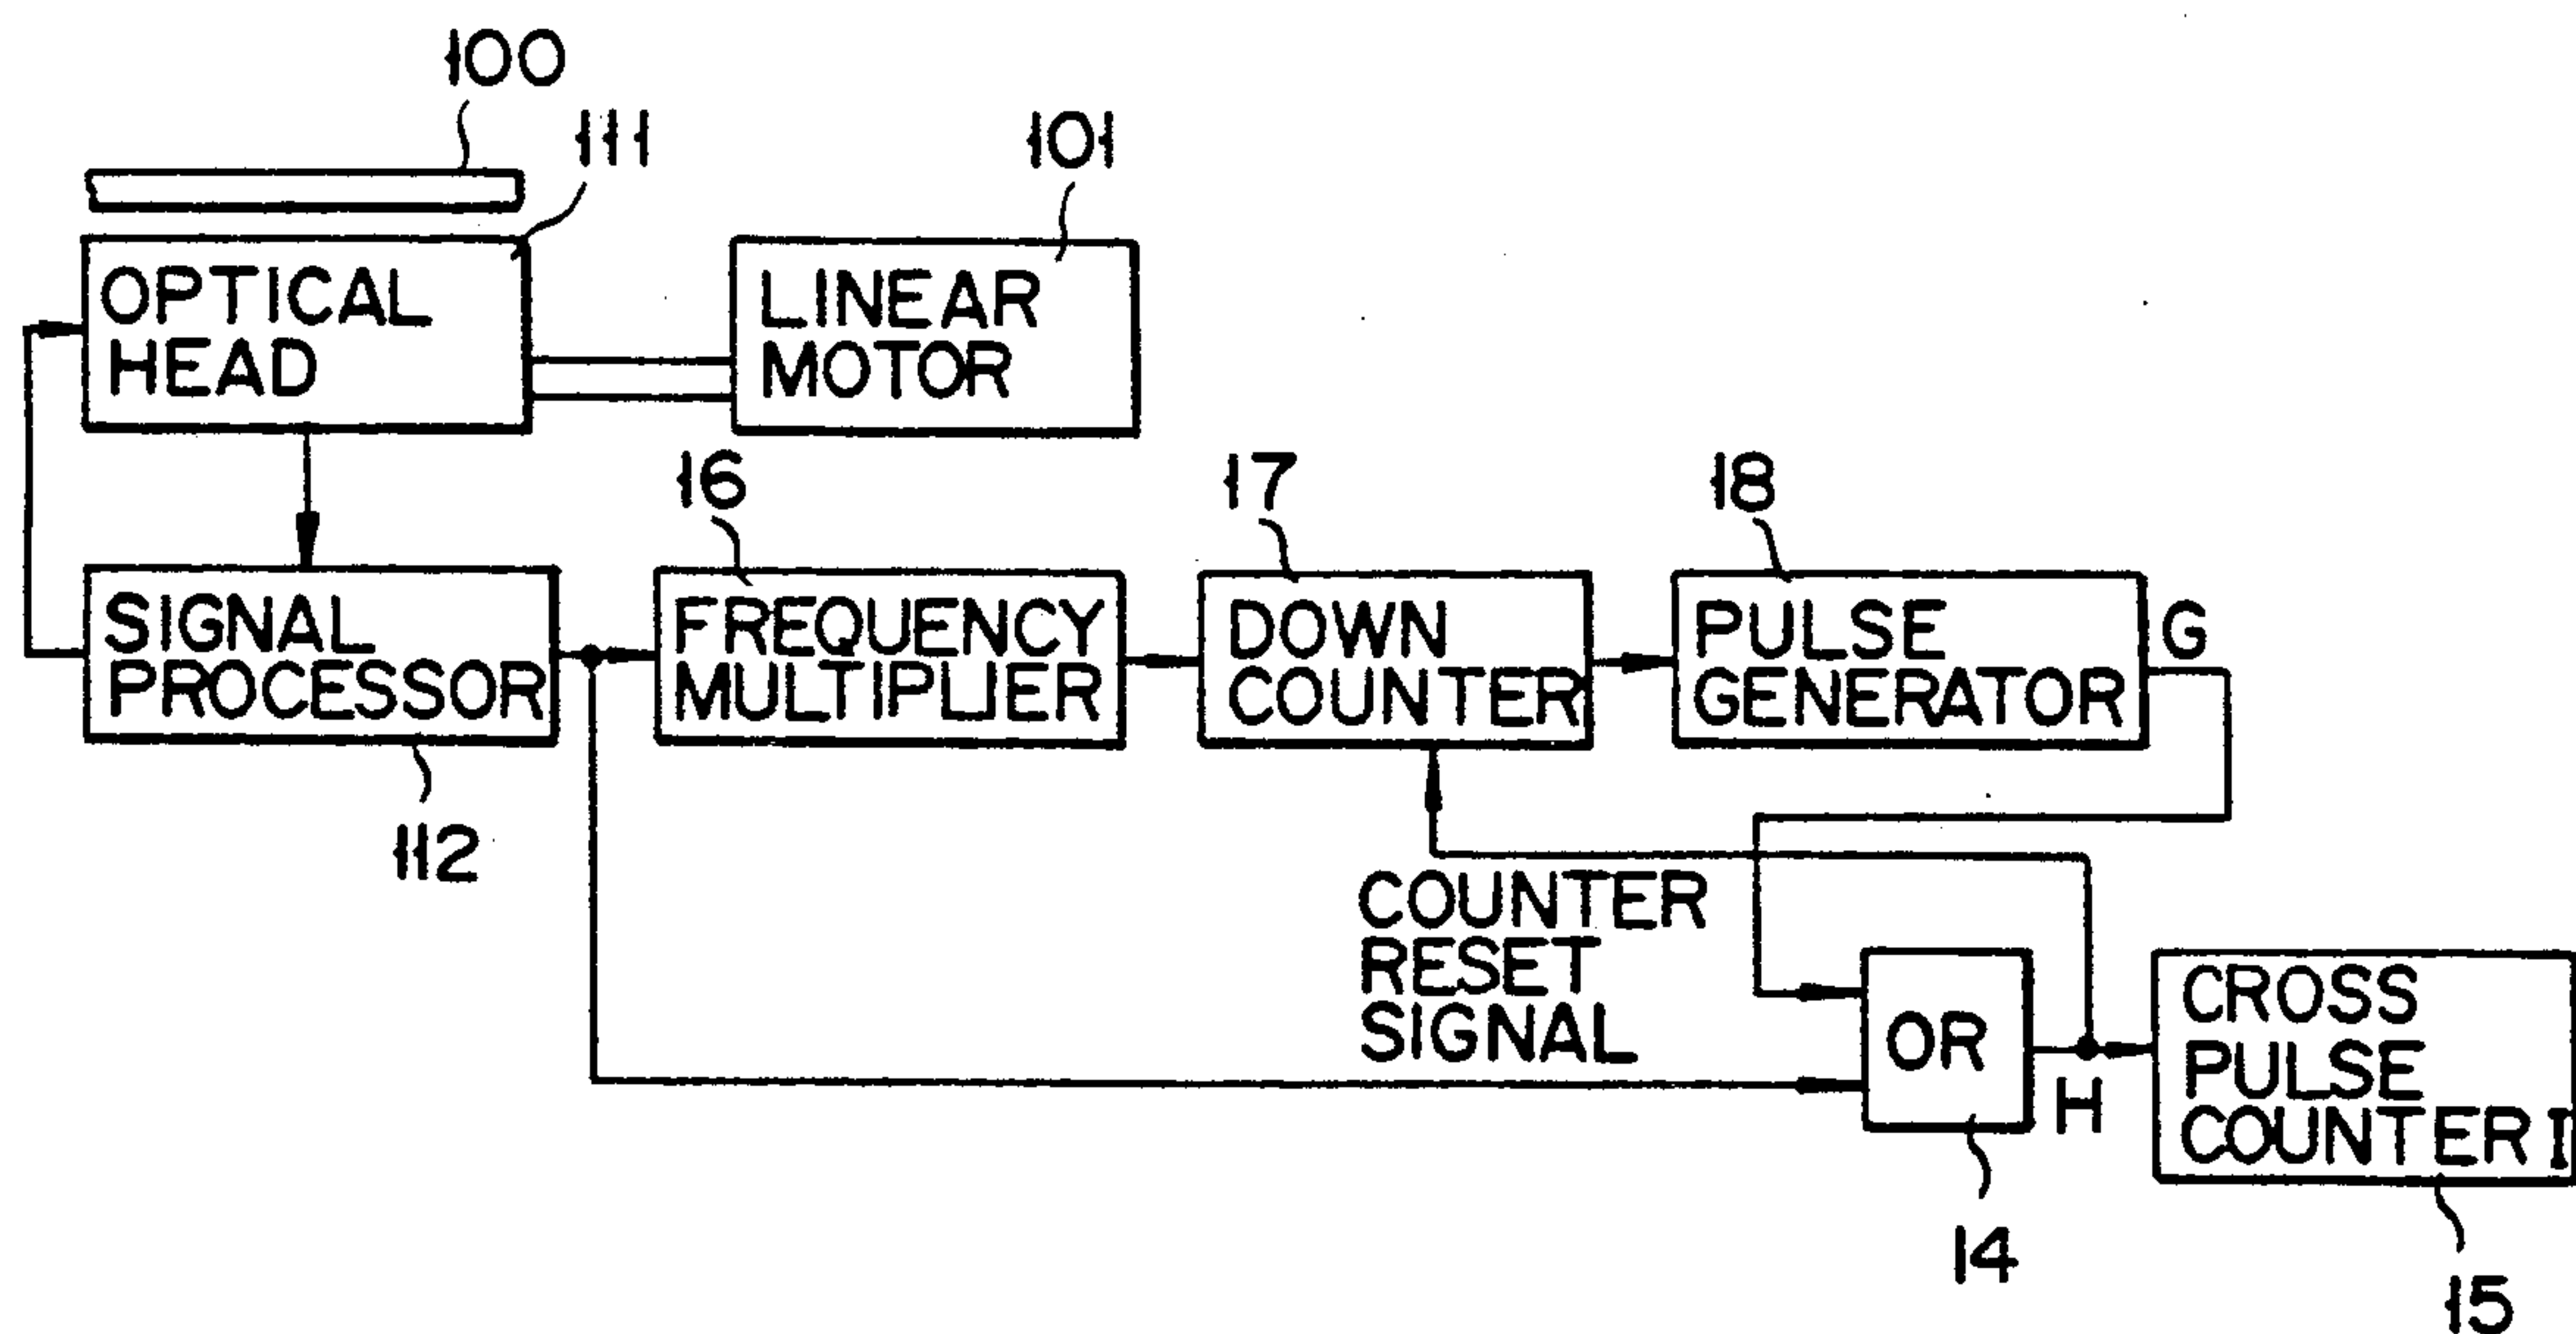 100
111
101
OPTICAL
HEAD
LINEAR
MOTOR
16
17
18
SIGNAL
PROCESSOR
FREQUENCY
MULTIPLIER
DOWN
COUNTER
PULSE
GENERATOR
G
112
COUNTER
RESET
SIGNAL
OR
H
CROSS
PULSE
COUNTER I
14
15